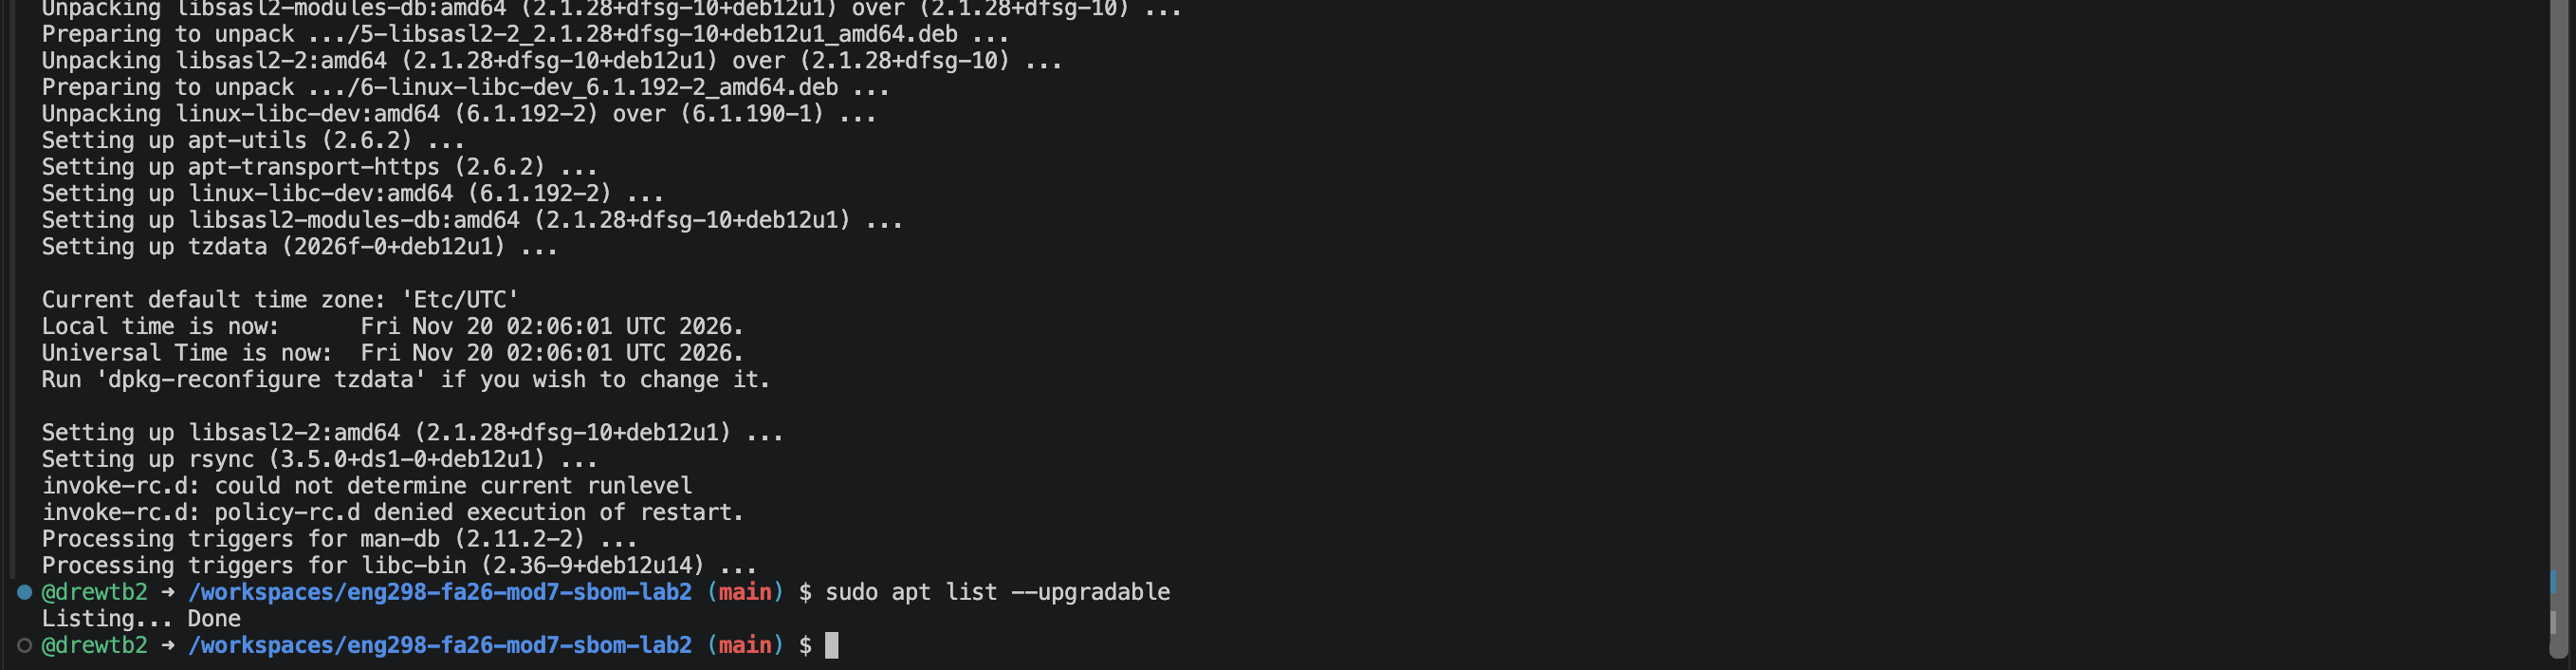 Unpacking libsasl2-modules-db:amd64 (2.1.28+dfsg-10+deb12u1) over (2.1.28+dfsg-10) ...
Preparing to unpack .../5-libsasl2-2_2.1.28+dfsg-10+deb12u1_amd64.deb ...
Unpacking libsasl2-2:amd64 (2.1.28+dfsg-10+deb12u1) over (2.1.28+dfsg-10) ...
Preparing to unpack .../6-linux-libc-dev_6.1.192-2_amd64.deb ...
Unpacking linux-libc-dev:amd64 (6.1.192-2) over (6.1.190-1) ...
Setting up apt-utils (2.6.2) ...
Setting up apt-transport-https (2.6.2) ...
Setting up linux-libc-dev:amd64 (6.1.192-2) ...
Setting up libsasl2-modules-db:amd64 (2.1.28+dfsg-10+deb12u1) ...
Setting up tzdata (2026f-0+deb12u1) ...

Current default time zone: 'Etc/UTC'
Local time is now:      Fri Nov 20 02:06:01 UTC 2026.
Universal Time is now:  Fri Nov 20 02:06:01 UTC 2026.
Run 'dpkg-reconfigure tzdata' if you wish to change it.

Setting up libsasl2-2:amd64 (2.1.28+dfsg-10+deb12u1) ...
Setting up rsync (3.5.0+ds1-0+deb12u1) ...
invoke-rc.d: could not determine current runlevel
invoke-rc.d: policy-rc.d denied execution of restart.
Processing triggers for man-db (2.11.2-2) ...
Processing triggers for libc-bin (2.36-9+deb12u14) ...
@drewtb2 → /workspaces/eng298-fa26-mod7-sbom-lab2 (main) $ sudo apt list --upgradable
Listing... Done
@drewtb2 → /workspaces/eng298-fa26-mod7-sbom-lab2 (main) $